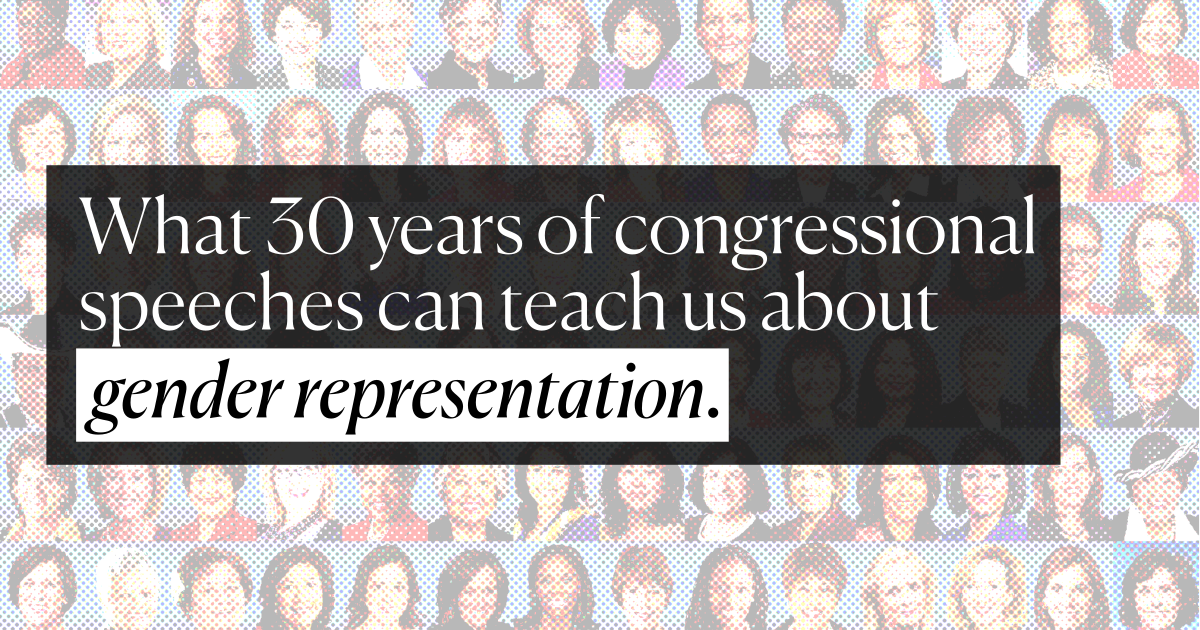 What 30 years of congressional
speeches can teach us about
gender representation.